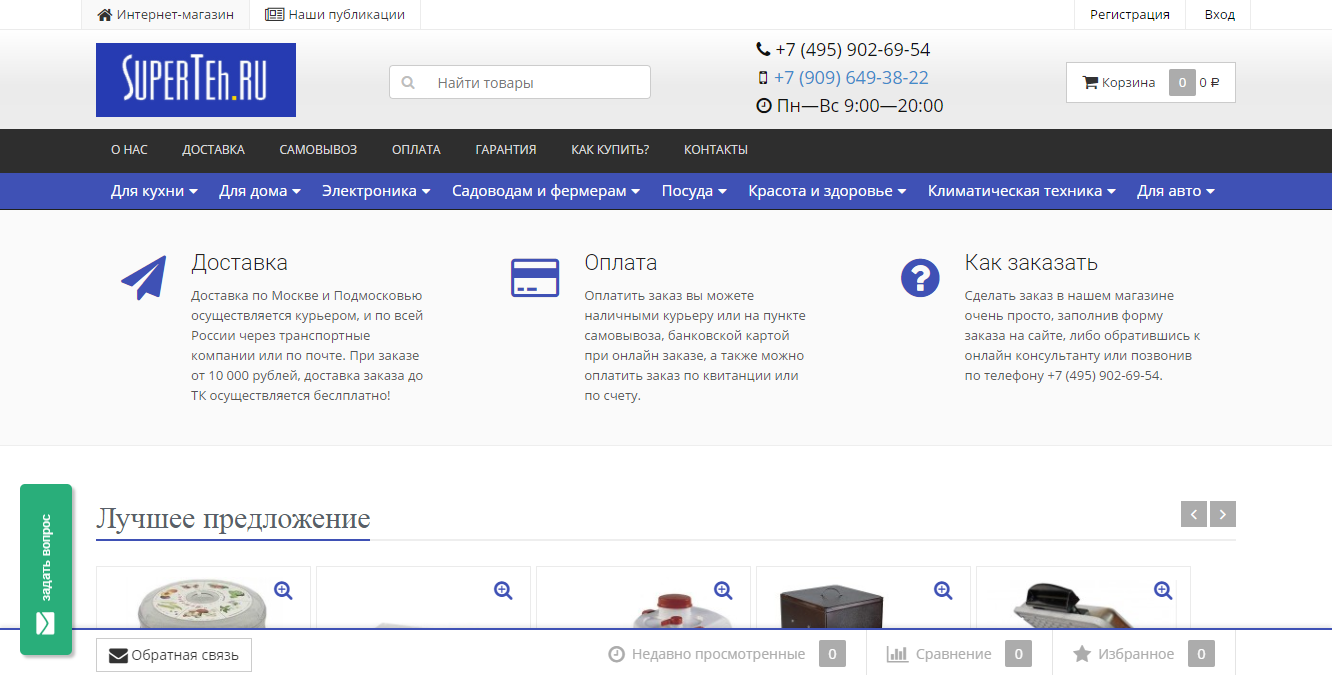 Интернет-магазин
Наши публикации
Регистрация
Вход
SUPERTEH.RU
Найти товары
+7 (495) 902-69-54
+7 (909) 649-38-22
Пн—Вс 9:00—20:00
Корзина 0 0 ₽
О НАС ДОСТАВКА САМОВЫВОЗ ОПЛАТА ГАРАНТИЯ КАК КУПИТЬ? КОНТАКТЫ
Для кухни Для дома Электроника Садоводам и фермерам Посуда Красота и здоровье Климатическая техника Для авто
Доставка
Доставка по Москве и Подмосковью
осуществляется курьером, и по всей
России через транспортные
компании или по почте. При заказе
от 10 000 рублей, доставка заказа до
ТК осуществляется беслплатно!
Оплата
Оплатить заказ вы можете
наличными курьеру или на пункте
самовывоза, банковской картой
при онлайн заказе, а также можно
оплатить заказ по квитанции или
по счету.
Как заказать
Сделать заказ в нашем магазине
очень просто, заполнив форму
заказа на сайте, либо обратившись к
онлайн консультанту или позвонив
по телефону +7 (495) 902-69-54.
Лучшее предложение
задать вопрос
Обратная связь
Недавно просмотренные 0
Сравнение 0
Избранное 0